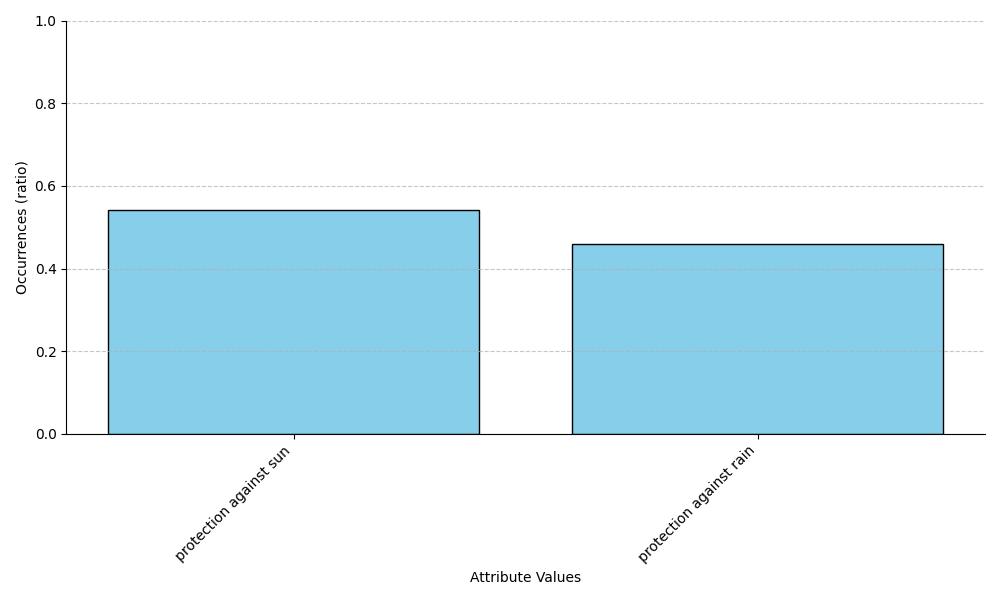 1.0
0.8
0.6
0.4
0.2
0.0
Occurrences (ratio)
protection against sun
protection against rain
Attribute Values